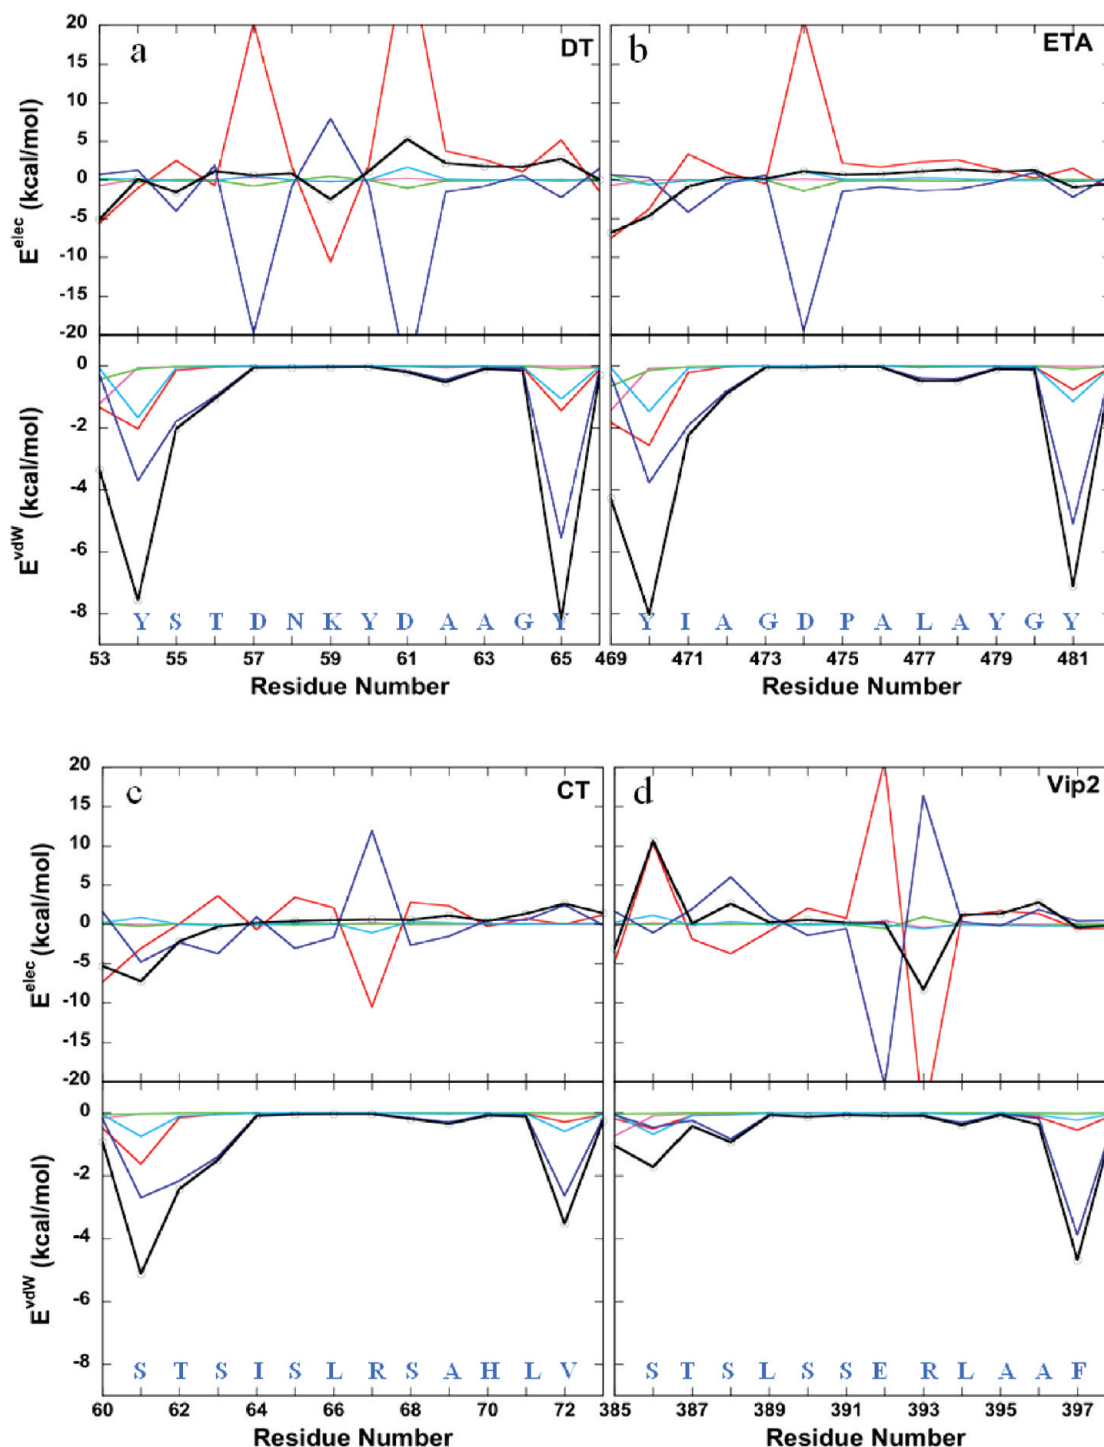 a DT
b ETA
20
15
10
5
0
-5
-10
-15
-20
E^elec (kcal/mol)
0
-2
-4
-6
-8
E^vdW (kcal/mol)
Y S T D N K Y D A A G Y
Y I A G D P A L A Y G Y
53 55 57 59 61 63 65 469 471 473 475 477 479 481
Residue Number Residue Number
c CT
d Vip2
20
15
10
5
0
-5
-10
-15
-20
E^elec (kcal/mol)
0
-2
-4
-6
-8
E^vdW (kcal/mol)
S T S I S L R S A H L V
S T S L S S E R L A A F
60 62 64 66 68 70 72 385 387 389 391 393 395 397
Residue Number Residue Number